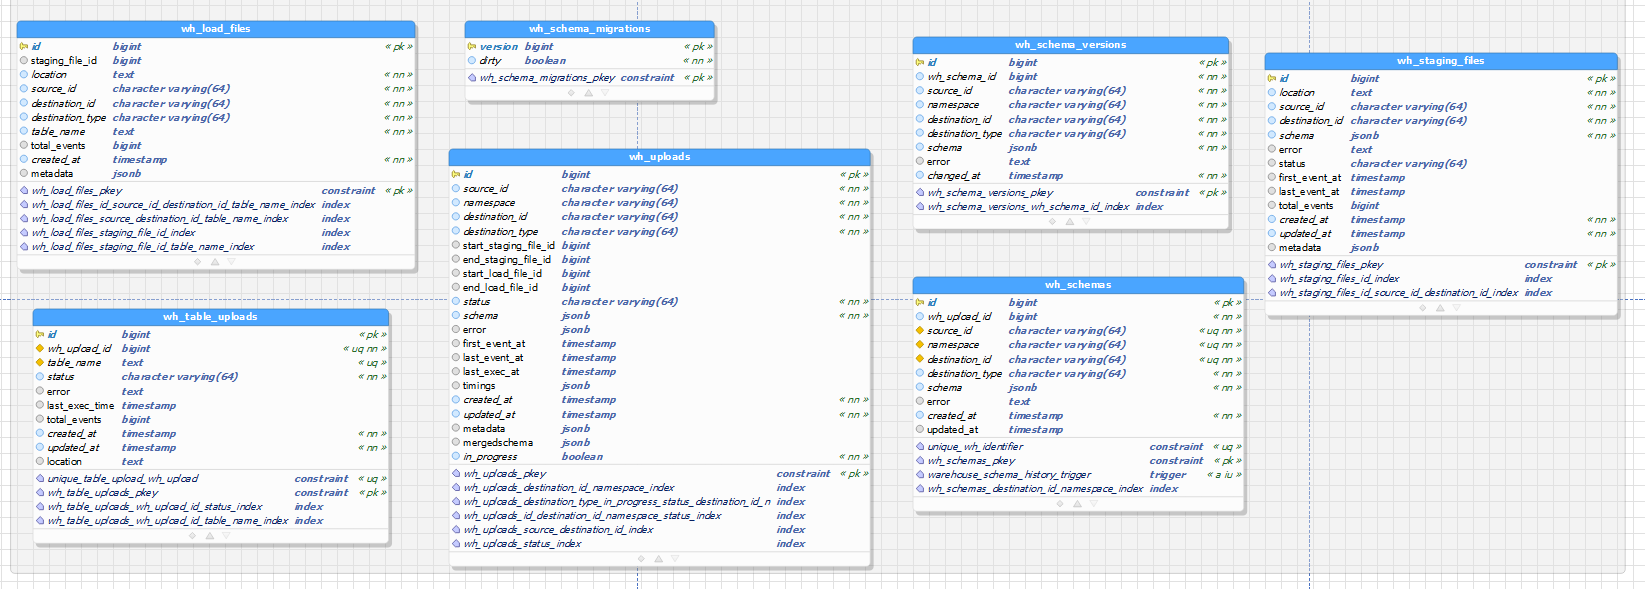 wh_load_files
id bigint « pk »
staging_file_id bigint
location text « nn »
source_id character varying(64) « nn »
destination_id character varying(64) « nn »
destination_type character varying(64) « nn »
table_name text « nn »
total_events bigint
created_at timestamp « nn »
metadata jsonb
wh_load_files_pkey constraint « pk »
wh_load_files_id_source_id_destination_id_table_name_index index
wh_load_files_source_destination_id_table_name_index index
wh_load_files_staging_file_id_index index
wh_load_files_staging_file_id_table_name_index index
wh_table_uploads
id bigint « pk »
wh_upload_id bigint « uq nn »
table_name text « uq »
status character varying(64) « nn »
error text
last_exec_time timestamp
total_events bigint
created_at timestamp « nn »
updated_at timestamp « nn »
location text
unique_table_upload_wh_upload constraint « uq »
wh_table_uploads_pkey constraint « pk »
wh_table_uploads_wh_upload_id_status_index index
wh_table_uploads_wh_upload_id_table_name_index index
wh_schema_migrations
version bigint « pk »
dirty boolean « nn »
wh_schema_migrations_pkey constraint « pk »
wh_uploads
id bigint « pk »
source_id character varying(64) « nn »
namespace character varying(64) « nn »
destination_id character varying(64) « nn »
destination_type character varying(64) « nn »
start_staging_file_id bigint
end_staging_file_id bigint
start_load_file_id bigint
end_load_file_id bigint
status character varying(64) « nn »
schema jsonb « nn »
error jsonb
first_event_at timestamp
last_event_at timestamp
last_exec_at timestamp
timings jsonb
created_at timestamp « nn »
updated_at timestamp « nn »
metadata jsonb
mergedschema jsonb
in_progress boolean « nn »
wh_uploads_pkey constraint « pk »
wh_uploads_destination_id_namespace_index index
wh_uploads_destination_type_in_progress_status_destination_id_n index
wh_uploads_id_destination_id_namespace_status_index index
wh_uploads_source_destination_id_index index
wh_uploads_status_index index
wh_schema_versions
id bigint « pk »
wh_schema_id bigint « nn »
source_id character varying(64) « nn »
namespace character varying(64) « nn »
destination_id character varying(64) « nn »
destination_type character varying(64) « nn »
schema jsonb « nn »
error text
changed_at timestamp « nn »
wh_schema_versions_pkey constraint « pk »
wh_schema_versions_wh_schema_id_index index
wh_schemas
id bigint « pk »
wh_upload_id bigint « nn »
source_id character varying(64) « uq nn »
namespace character varying(64) « uq nn »
destination_id character varying(64) « uq nn »
destination_type character varying(64) « nn »
schema jsonb « nn »
error text
created_at timestamp « nn »
updated_at timestamp
unique_wh_identifier constraint « uq »
wh_schemas_pkey constraint « pk »
warehouse_schema_history_trigger trigger « a iu »
wh_schemas_destination_id_namespace_index index
wh_staging_files
id bigint « pk »
location text « nn »
source_id character varying(64) « nn »
destination_id character varying(64) « nn »
schema jsonb « nn »
error text
status character varying(64)
first_event_at timestamp
last_event_at timestamp
total_events bigint
created_at timestamp « nn »
updated_at timestamp « nn »
metadata jsonb
wh_staging_files_pkey constraint « pk »
wh_staging_files_id_index index
wh_staging_files_id_source_id_destination_id_index index